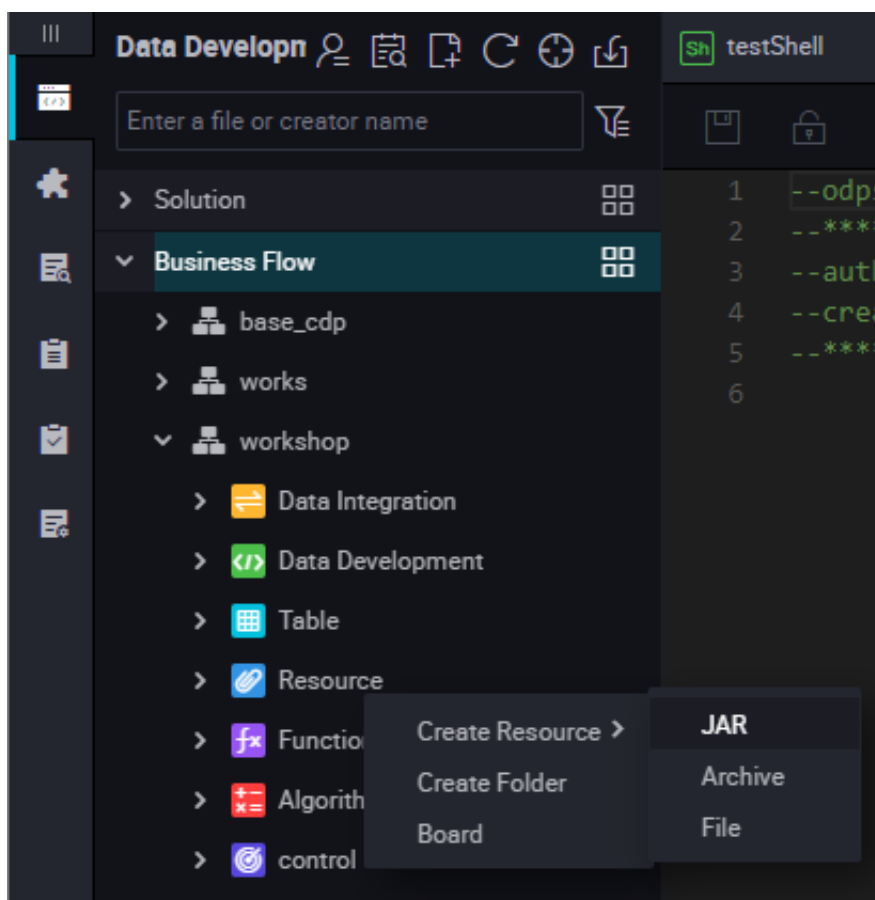 Data Developm
Enter a file or creator name
Solution
Business Flow
base_cdp
works
workshop
Data Integration
Data Development
Table
Resource
Functio
Algorith
control
Create Resource
Create Folder
Board
JAR
Archive
File
Sh testShell
1 --odps
2 --****
3 --auth
4 --crea
5 --****
6